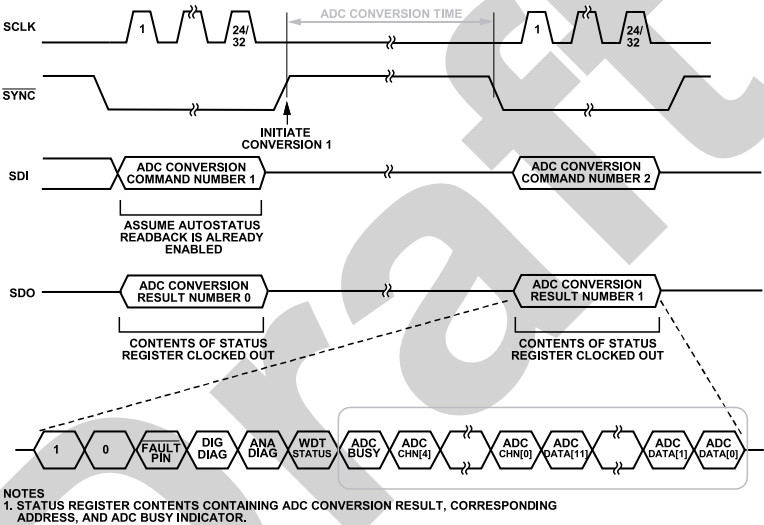 ADC CONVERSION TIME
SCLK
1
24/
32
1
24/
32
SYNC
INITIATE
CONVERSION 1
SDI
ADC CONVERSION
COMMAND NUMBER 1
ADC CONVERSION
COMMAND NUMBER 2
ASSUME AUTOSTATUS
READBACK IS ALREADY
ENABLED
SDO
ADC CONVERSION
RESULT NUMBER 0
ADC CONVERSION
RESULT NUMBER 1
CONTENTS OF STATUS
REGISTER CLOCKED OUT
CONTENTS OF STATUS
REGISTER CLOCKED OUT
1
0
FAULT
PIN
DIG
DIAG
ANA
DIAG
WDT
STATUS
ADC
BUSY
ADC
CHN[4]
ADC
CHN[0]
ADC
DATA[11]
ADC
DATA[1]
ADC
DATA[0]
NOTES
1. STATUS REGISTER CONTENTS CONTAINING ADC CONVERSION RESULT, CORRESPONDING
ADDRESS, AND ADC BUSY INDICATOR.
Draft